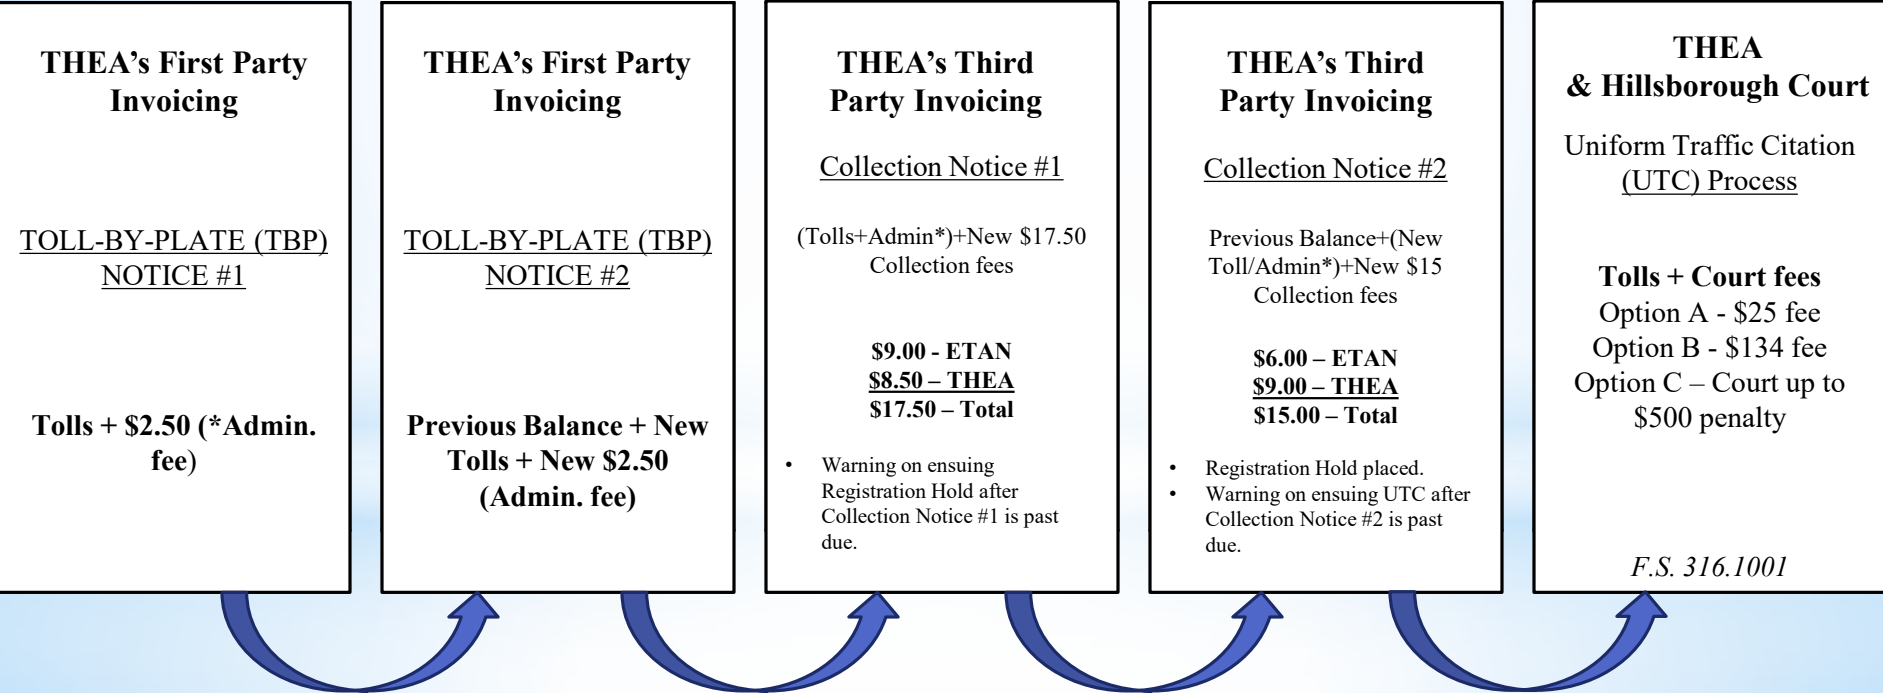 THEA’s First Party
Invoicing
TOLL-BY-PLATE (TBP)
NOTICE #1
Tolls + $2.50 (*Admin.
fee)
THEA’s First Party
Invoicing
TOLL-BY-PLATE (TBP)
NOTICE #2
Previous Balance + New
Tolls + New $2.50
(Admin. fee)
THEA’s Third
Party Invoicing
Collection Notice #1
(Tolls+Admin*)+New $17.50
Collection fees
$9.00 - ETAN
$8.50 – THEA
$17.50 – Total
• Warning on ensuing
Registration Hold after
Collection Notice #1 is past
due.
THEA’s Third
Party Invoicing
Collection Notice #2
Previous Balance+(New
Toll/Admin*)+New $15
Collection fees
$6.00 – ETAN
$9.00 – THEA
$15.00 – Total
• Registration Hold placed.
• Warning on ensuing UTC after
Collection Notice #2 is past
due.
THEA
& Hillsborough Court
Uniform Traffic Citation
(UTC) Process
Tolls + Court fees
Option A - $25 fee
Option B - $134 fee
Option C – Court up to
$500 penalty
F.S. 316.1001